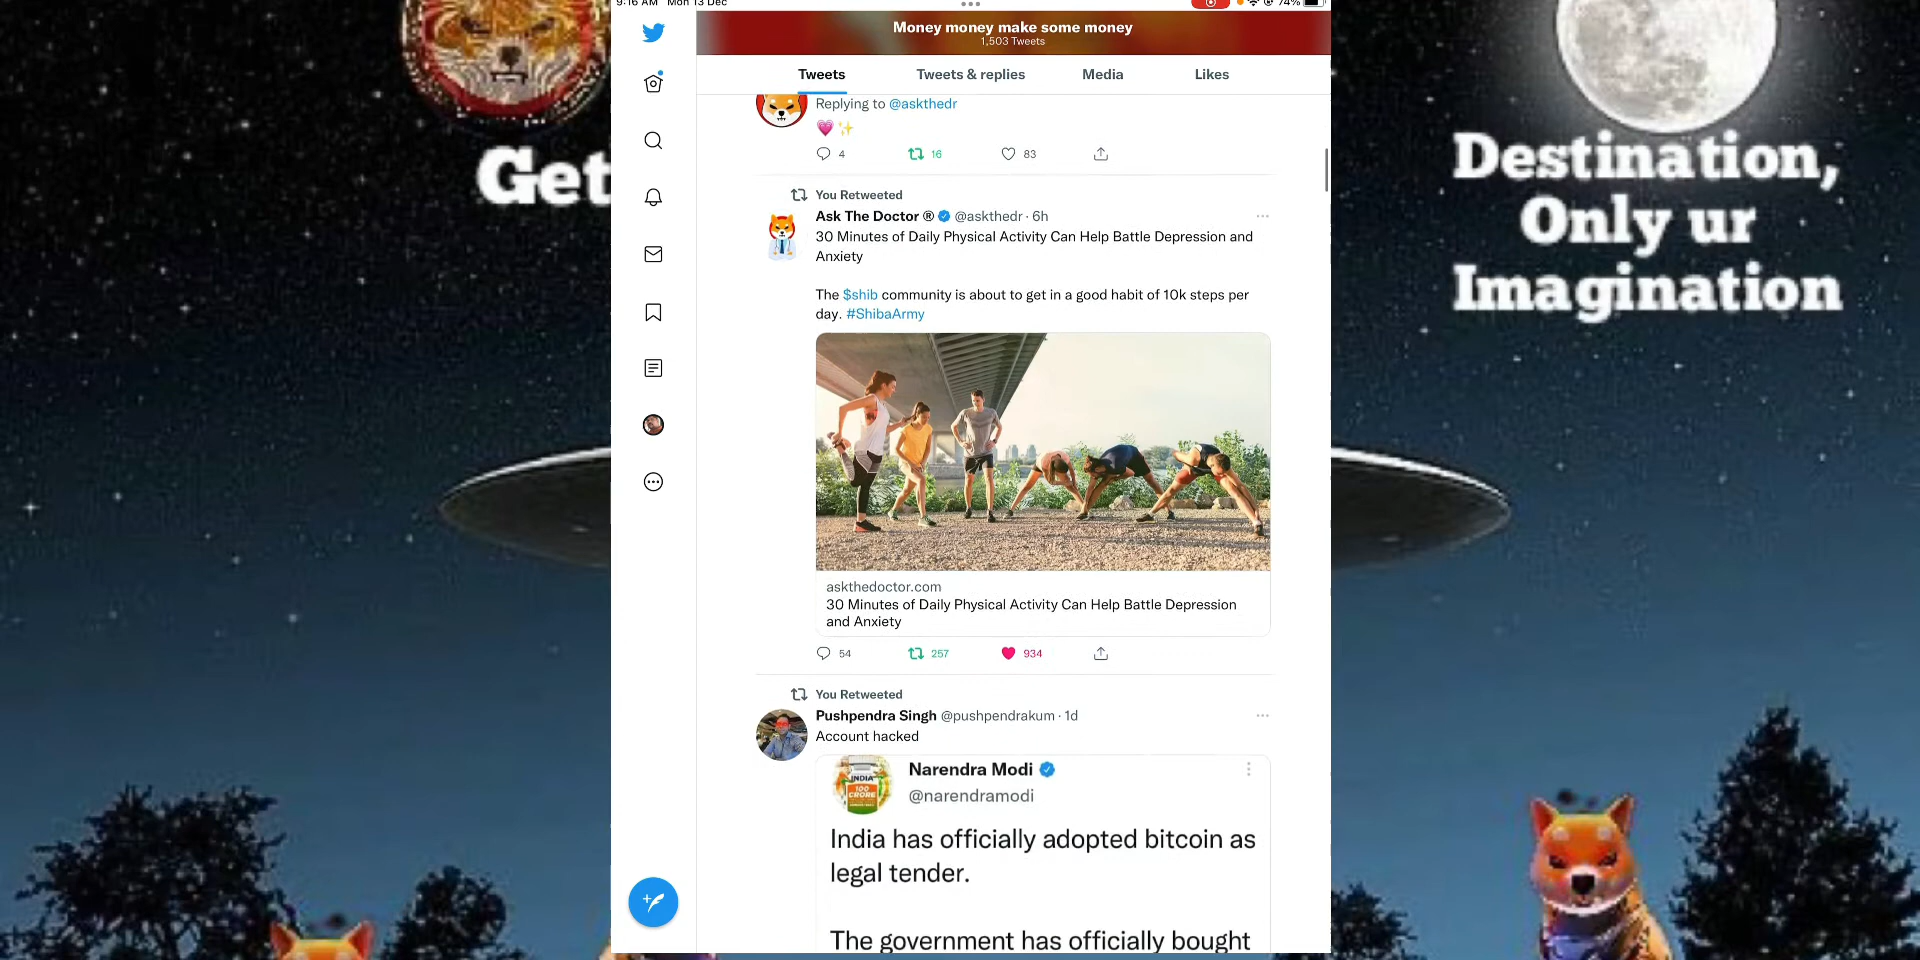 9:16 AM Mon 13 Dec
74%
Money money make some money
1,503 Tweets
Tweets
Tweets & replies
Media
Likes
Replying to @askthedr
4
16
83
You Retweeted
Ask The Doctor ® @askthedr · 6h
30 Minutes of Daily Physical Activity Can Help Battle Depression and
Anxiety
The $shib community is about to get in a good habit of 10k steps per
day. #ShibaArmy
askthedoctor.com
30 Minutes of Daily Physical Activity Can Help Battle Depression
and Anxiety
54
257
934
You Retweeted
Pushpendra Singh @pushpendrakum · 1d
Account hacked
INDIA
100
CRORE
Narendra Modi
@narendramodi
India has officially adopted bitcoin as
legal tender.
The government has officially bought
Get
Destination,
Only ur
Imagination